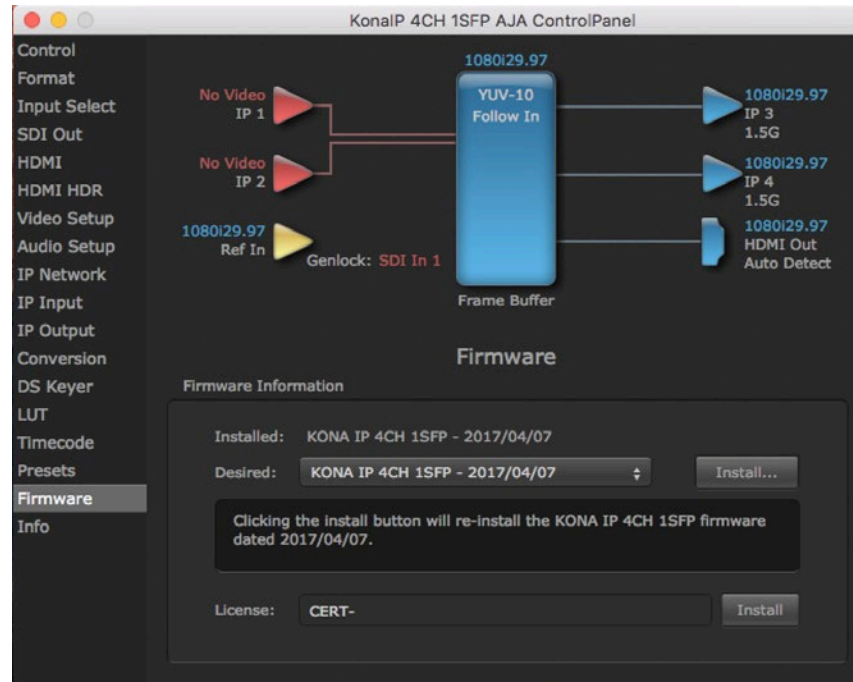 KonaIP 4CH 1SFP AJA ControlPanel
Control
Format
Input Select
SDI Out
HDMI
HDMI HDR
Video Setup
Audio Setup
IP Network
IP Input
IP Output
Conversion
DS Keyer
LUT
Timecode
Presets
Firmware
Info
No Video
IP 1
No Video
IP 2
1080i29.97
Ref In
Genlock: SDI In 1
1080i29.97
YUV-10
Follow In
Frame Buffer
1080i29.97
IP 3
1.5G
1080i29.97
IP 4
1.5G
1080i29.97
HDMI Out
Auto Detect
Firmware
Firmware Information
Installed: KONA IP 4CH 1SFP - 2017/04/07
Desired: KONA IP 4CH 1SFP - 2017/04/07 Install...
Clicking the install button will re-install the KONA IP 4CH 1SFP firmware
dated 2017/04/07.
License: CERT- Install